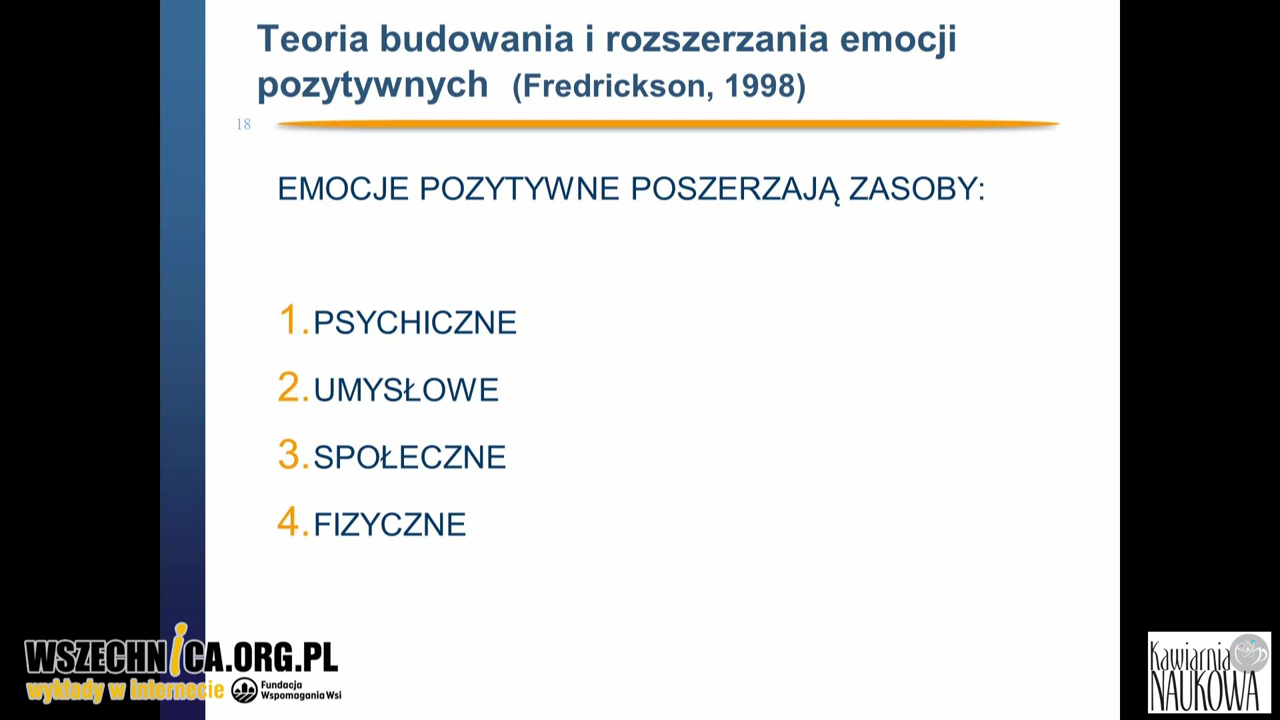 Teoria budowania i rozszerzania emocji
pozytywnych (Fredrickson, 1998)
18
EMOCJE POZYTYWNE POSZERZAJĄ ZASOBY:
1. PSYCHICZNE
2. UMYSŁOWE
3. SPOŁECZNE
4. FIZYCZNE
WSZECHNiCA.ORG.PL
wykłady w internecie
Fundacja
Wspomagania Wsi
Kawiarnia
NAUKOWA